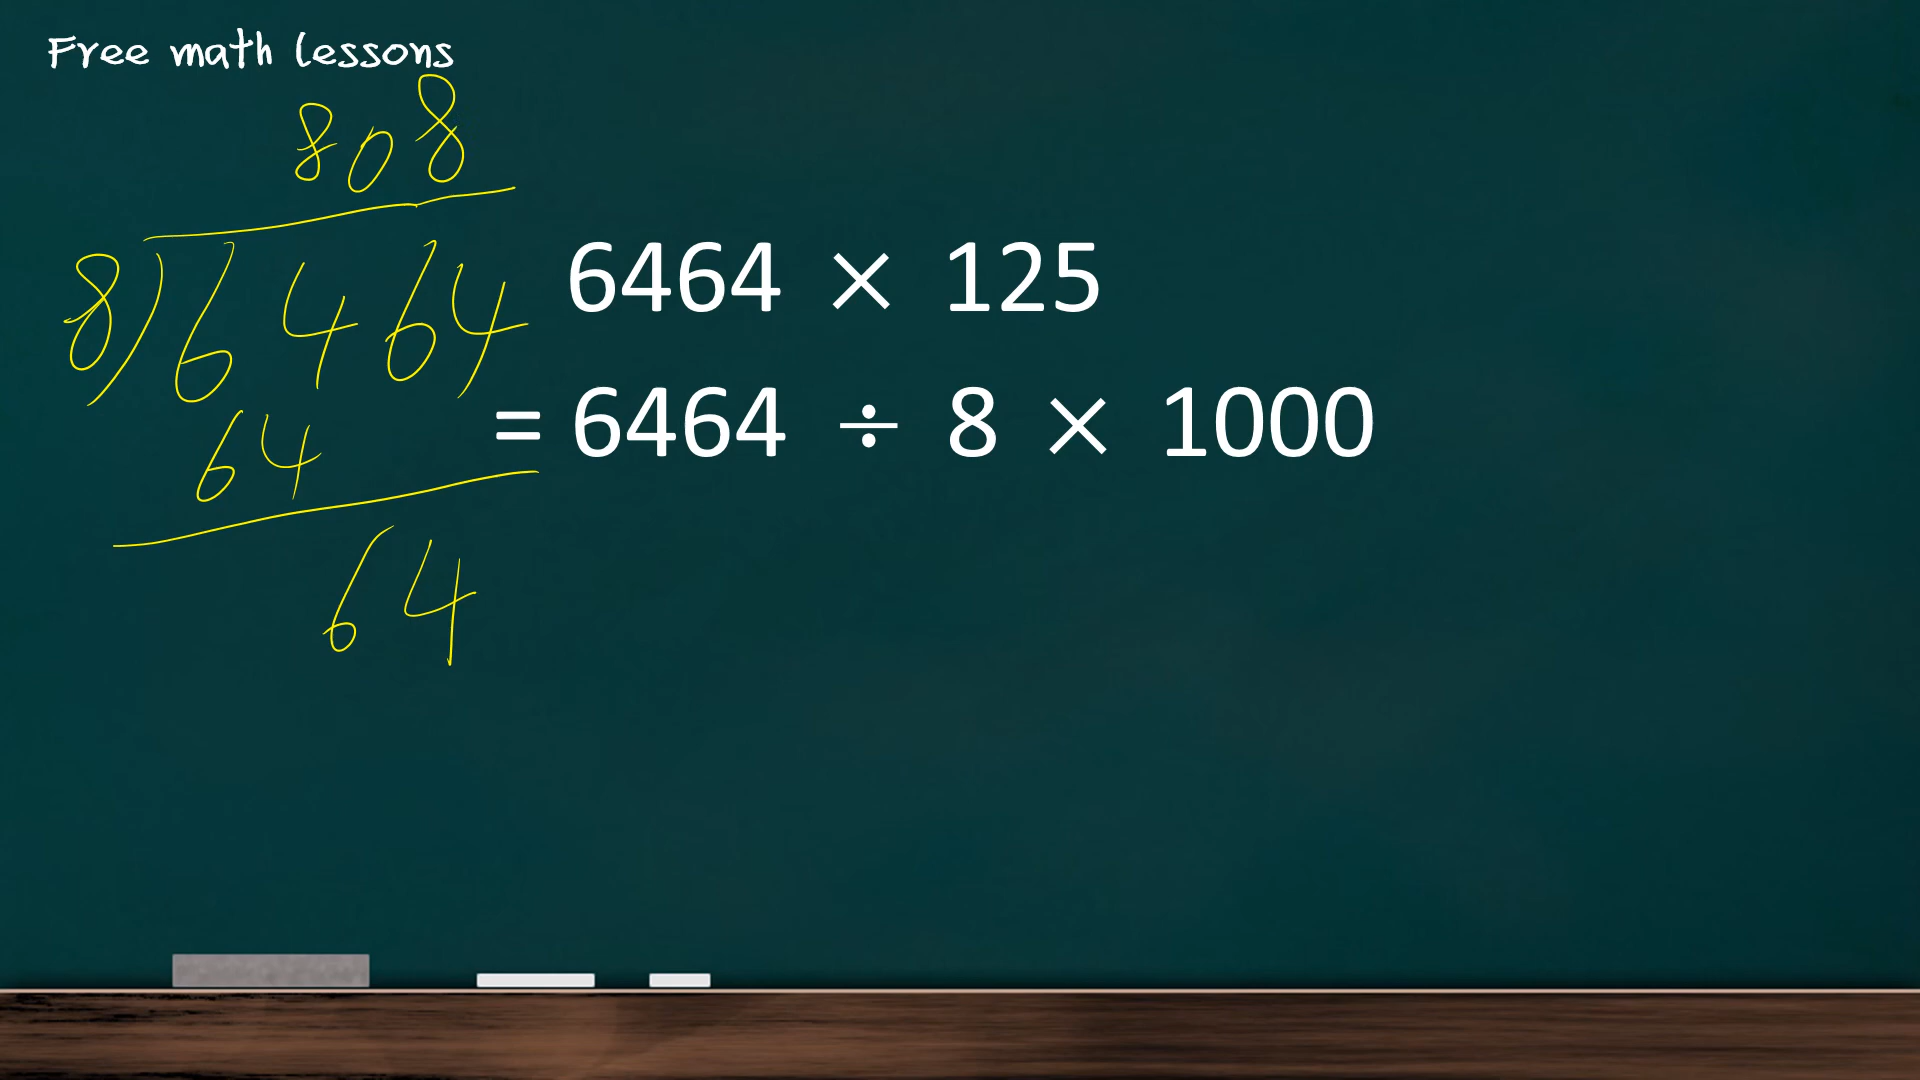 Free math lessons
808
8)6464
64
64
6464 × 125
= 6464 ÷ 8 × 1000